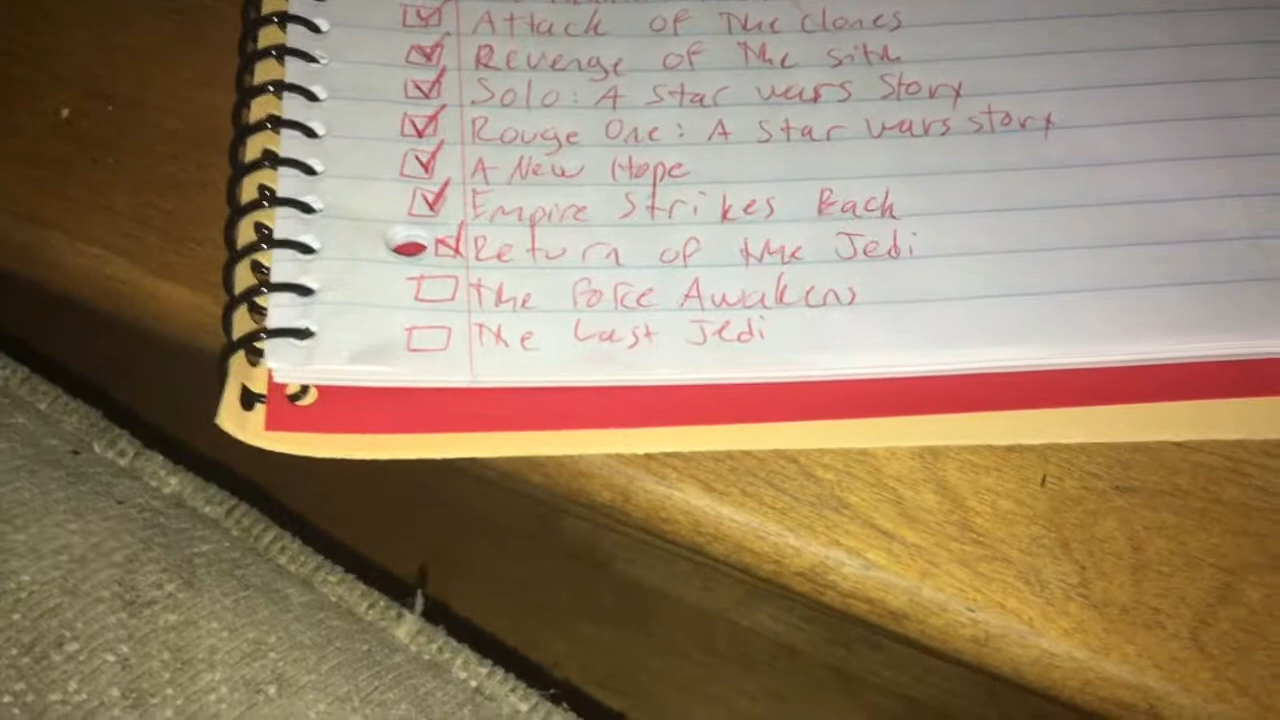 Attack of The clones
Revenge of The sith
Solo: A Star wars Story
Rouge One: A Star wars story
A New Hope
Empire Strikes Back
Return of the Jedi
The Force Awakens
The Last Jedi